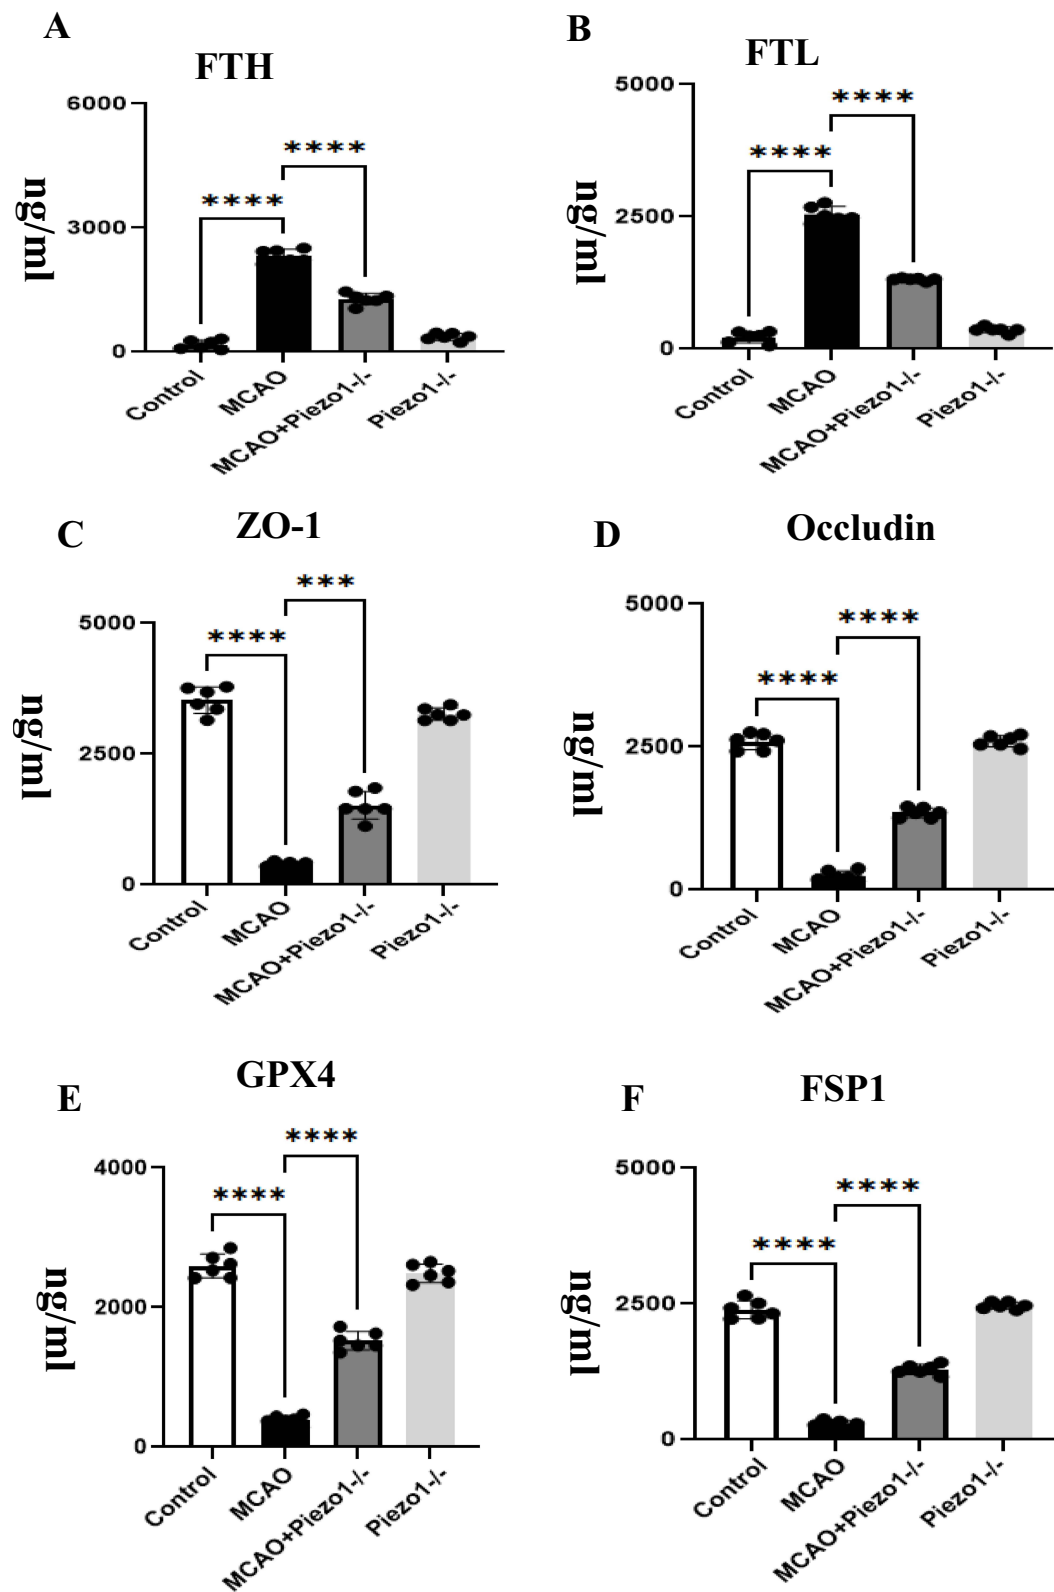 A
FTH
ng/ml
6000
3000
0
****
****
Control
MCAO
MCAO+Piezo1-/-
Piezo1-/-
B
FTL
ng/ml
5000
2500
0
****
****
Control
MCAO
MCAO+Piezo1-/-
Piezo1-/-
C
ZO-1
ng/ml
5000
2500
0
****
***
Control
MCAO
MCAO+Piezo1-/-
Piezo1-/-
D
Occludin
ng/ml
5000
2500
0
****
****
Control
MCAO
MCAO+Piezo1-/-
Piezo1-/-
E
GPX4
ng/ml
4000
2000
0
****
****
Control
MCAO
MCAO+Piezo1-/-
Piezo1-/-
F
FSP1
ng/ml
5000
2500
0
****
****
Control
MCAO
MCAO+Piezo1-/-
Piezo1-/-